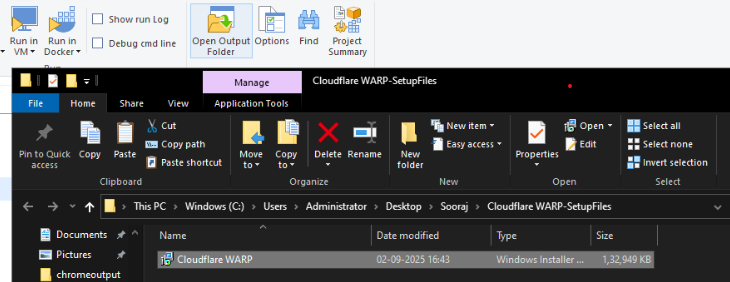 Run in VM
Run in Docker
Show run Log
Debug cmd line
Open Output Folder
Options
Find
Project Summary
Manage
Cloudflare WARP-SetupFiles
File
Home
Share
View
Application Tools
Pin to Quick access
Copy
Paste
Cut
Copy path
Paste shortcut
Clipboard
Move to
Copy to
Delete
Rename
Organize
New folder
New item
Easy access
New
Properties
Open
Edit
Open
Select all
Select none
Invert selection
Select
This PC > Windows (C:) > Users > Administrator > Desktop > Sooraj > Cloudflare WARP-SetupFiles
Documents
Pictures
chromeoutput
Name
Date modified
Type
Size
Cloudflare WARP
02-09-2025 16:43
Windows Installer ...
1,32,949 KB